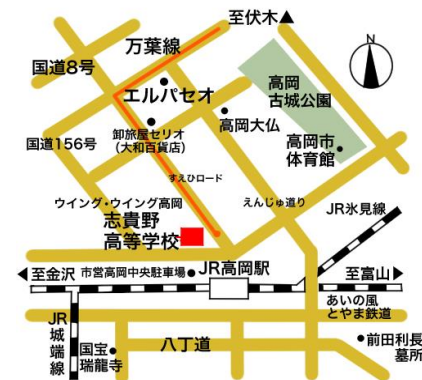 至伏木▲
N
万葉線
国道8号
エルパセオ
高岡
古城公園
卸旅屋セリオ
(大和百貨店)
高岡大仏
国道156号
高岡市
体育館
すえひロード
えんじゅ通り
ウイング・ウイング高岡
志貴野
高等学校
JR氷見線
◀至金沢
市営高岡中央駐車場
JR高岡駅
至富山▶
あいの風
とやま鉄道
JR
城端線
国宝
瑞龍寺
八丁道
前田利長
墓所